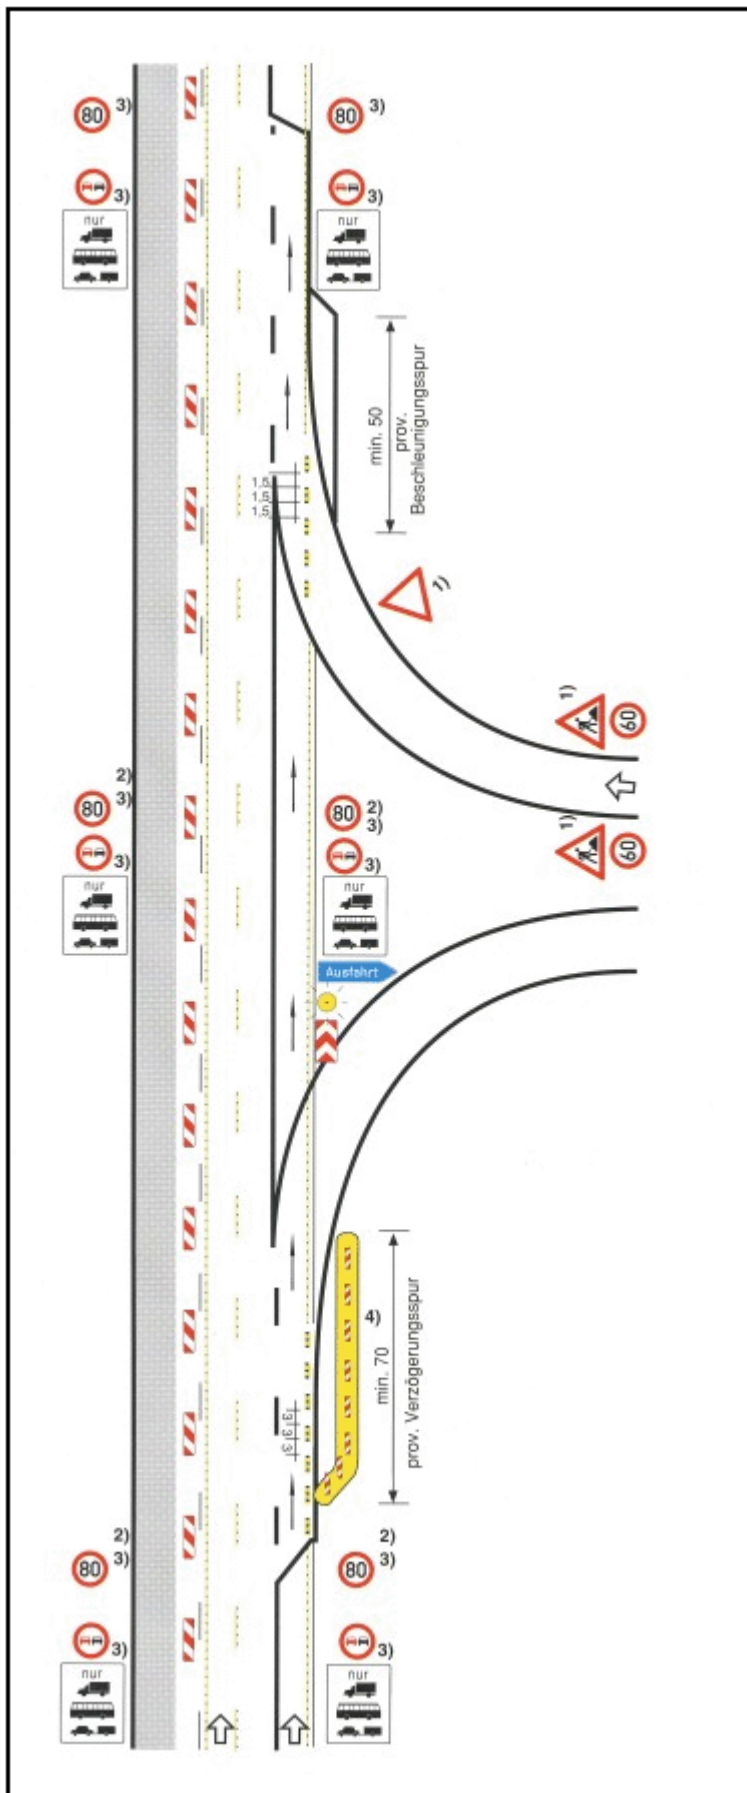 80 3)
80 3)
3)
nur
3)
nur
min. 50
prov.
Beschleunigungsspur
1,5
1,5
1,5
1)
1)
60
2)
80 3)
3)
nur
80 2)
3)
3)
nur
1)
60
Ausfahrt
4)
min. 70
prov. Verzögerungsspur
3
3
3
2)
80 3)
2)
80 3)
3)
nur
3)
nur